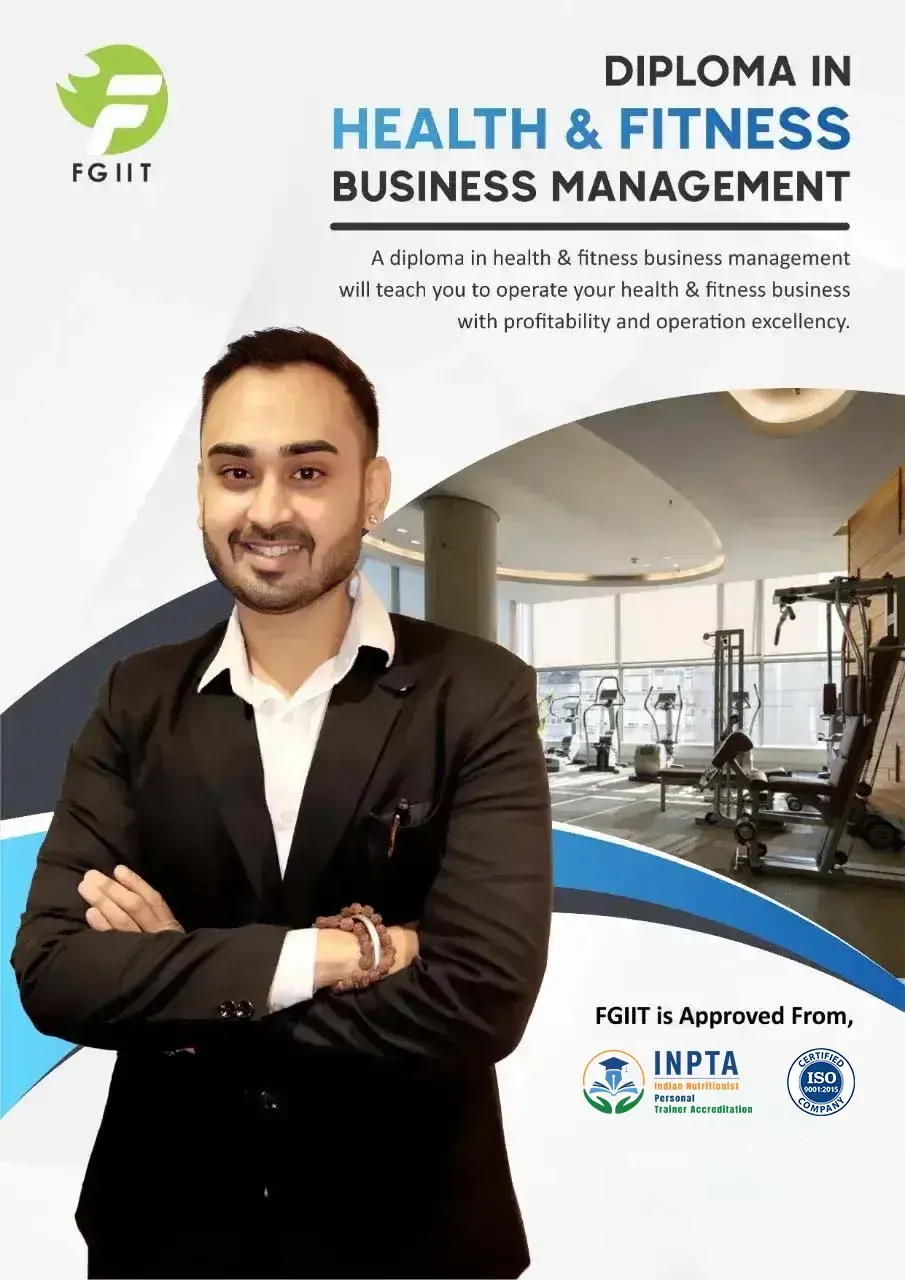 FGIIT
DIPLOMA IN
HEALTH & FITNESS
BUSINESS MANAGEMENT
A diploma in health & fitness business management
will teach you to operate your health & fitness business
with profitability and operation excellency.
FGIIT is Approved From,
INPTA
Indian Nutritionist
Personal
Trainer Accreditation
CERTIFIED
ISO
9001:2015
COMPANY